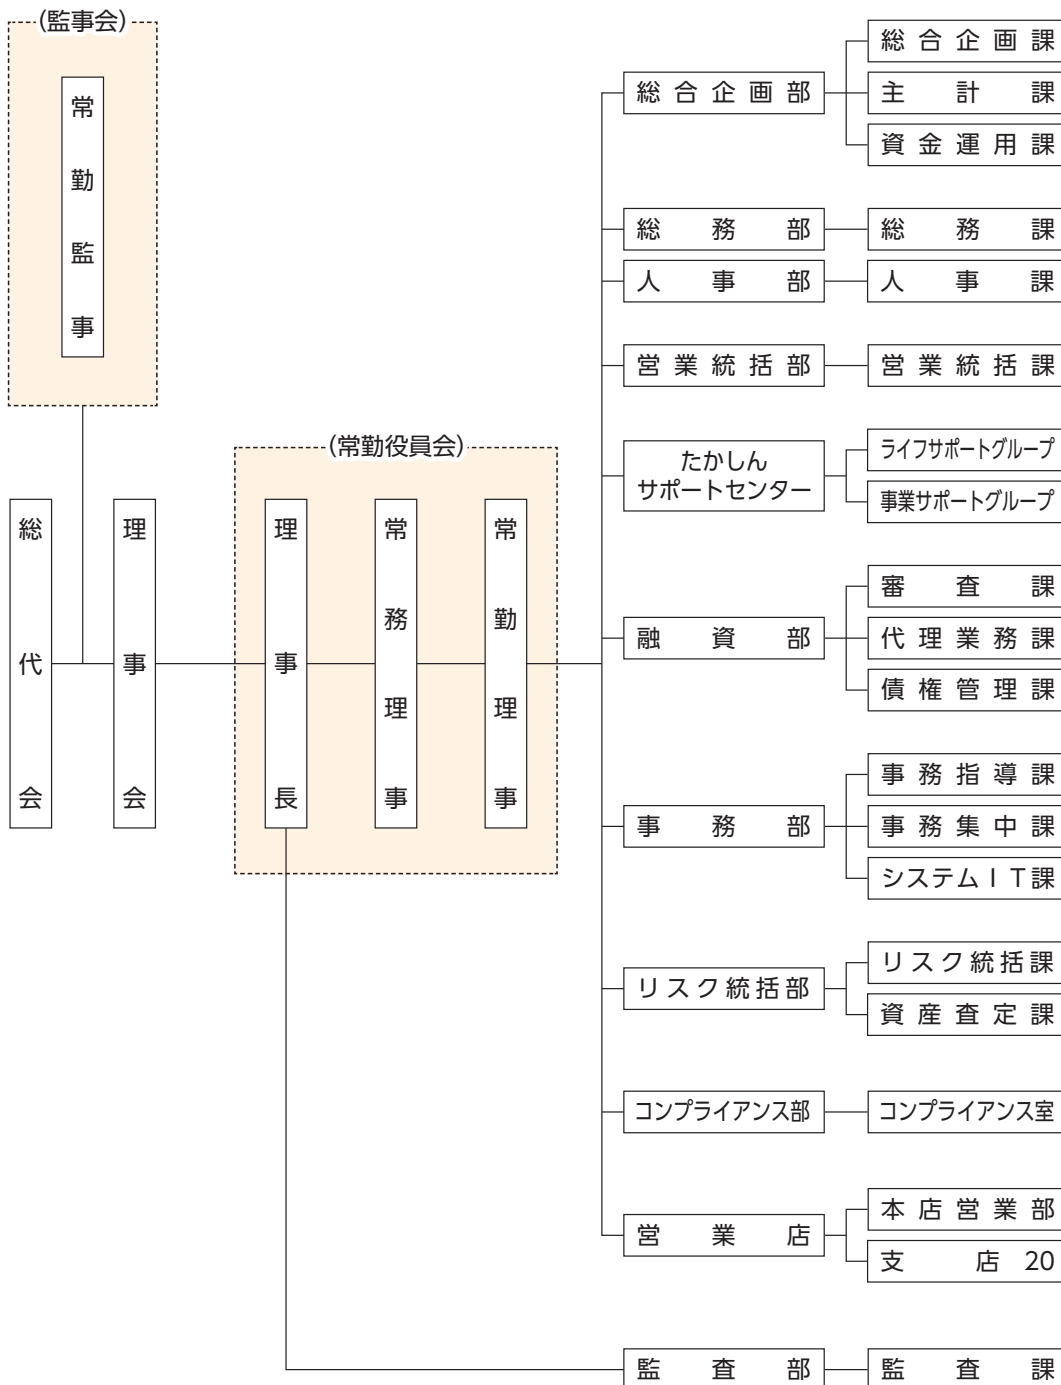 (監事会)
常勤監事
総代会
理事会
(常勤役員会)
理事長
常務理事
常勤理事
総合企画部
総合企画課
主計課
資金運用課
総務部
総務課
人事部
人事課
営業統括部
営業統括課
たかしん
サポートセンター
ライフサポートグループ
事業サポートグループ
融資部
審査課
代理業務課
債権管理課
事務部
事務指導課
事務集中課
システムIT課
リスク統括部
リスク統括課
資産査定課
コンプライアンス部
コンプライアンス室
営業店
本店営業部
支店 20
監査部
監査課